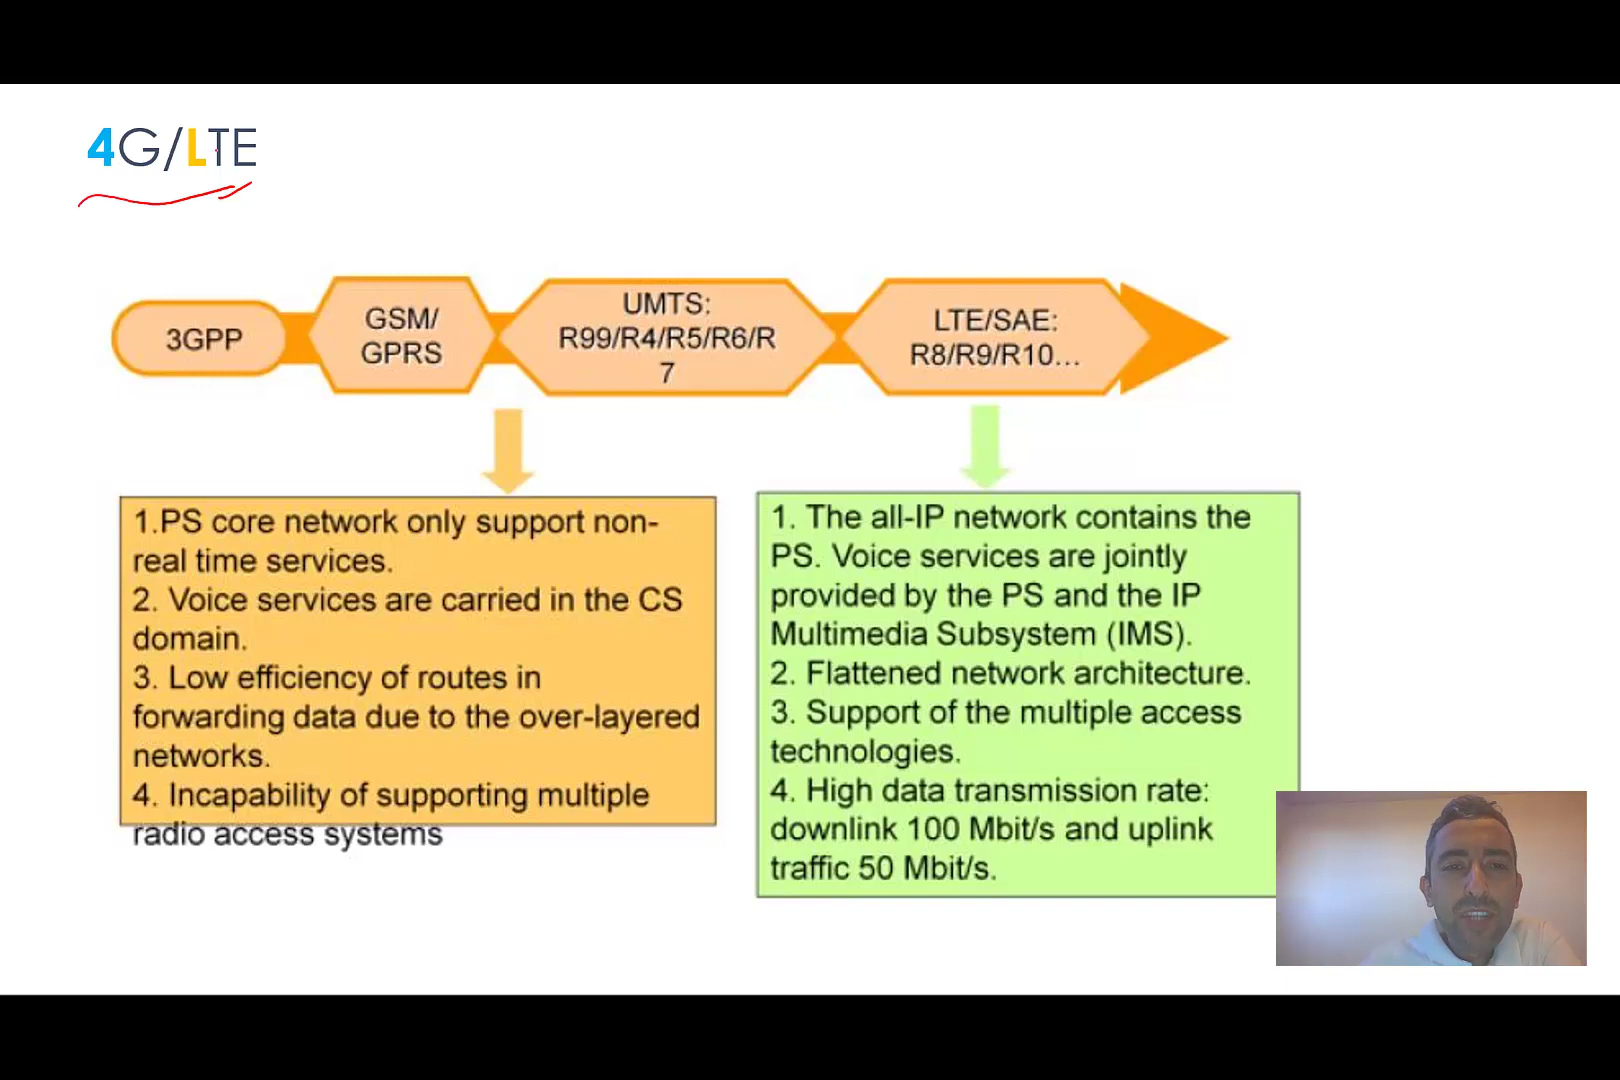 4G/LTE
3GPP
GSM/
GPRS
UMTS:
R99/R4/R5/R6/R
7
LTE/SAE:
R8/R9/R10...
1.PS core network only support non-
real time services.
2. Voice services are carried in the CS
domain.
3. Low efficiency of routes in
forwarding data due to the over-layered
networks.
4. Incapability of supporting multiple
radio access systems
1. The all-IP network contains the
PS. Voice services are jointly
provided by the PS and the IP
Multimedia Subsystem (IMS).
2. Flattened network architecture.
3. Support of the multiple access
technologies.
4. High data transmission rate:
downlink 100 Mbit/s and uplink
traffic 50 Mbit/s.